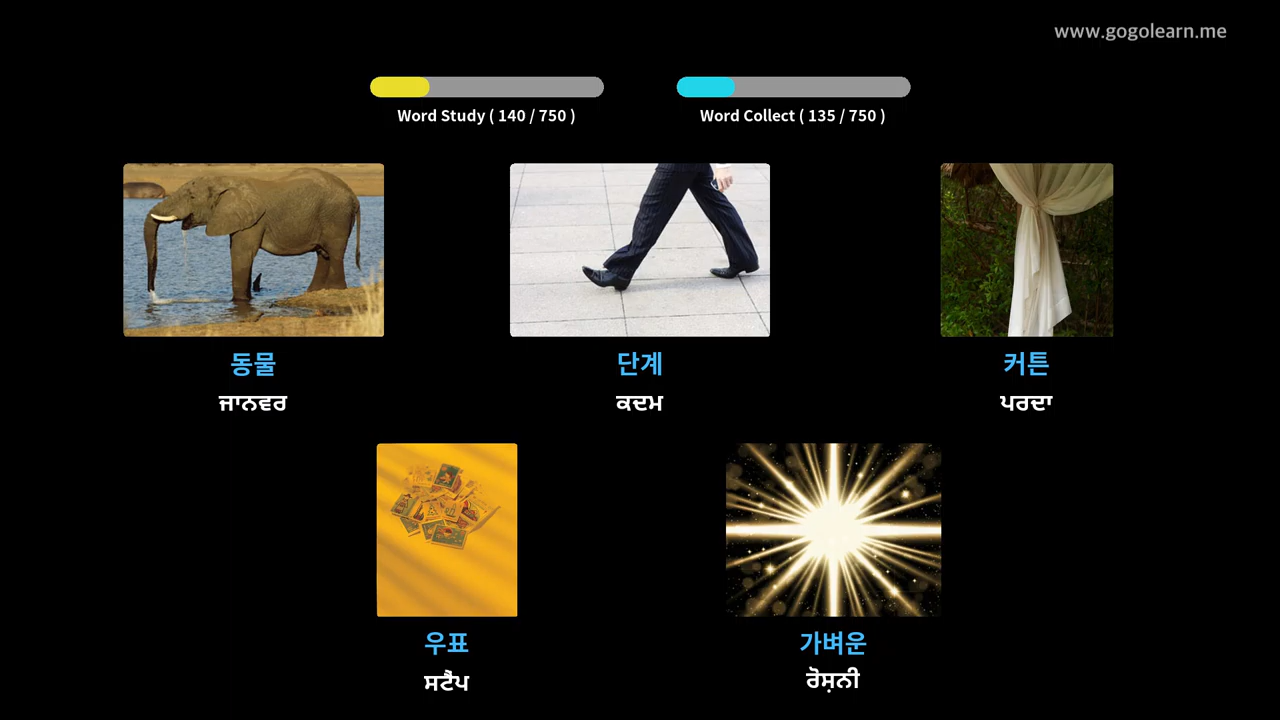 www.gogolearn.me
Word Study ( 140 / 750 )
Word Collect ( 135 / 750 )
동물
단계
커튼
ਜਾਨਵਰ
ਕਦਮ
ਪਰਦਾ
우표
가벼운
ਸਟੈਂਪ
ਰੋਸ਼ਨੀ